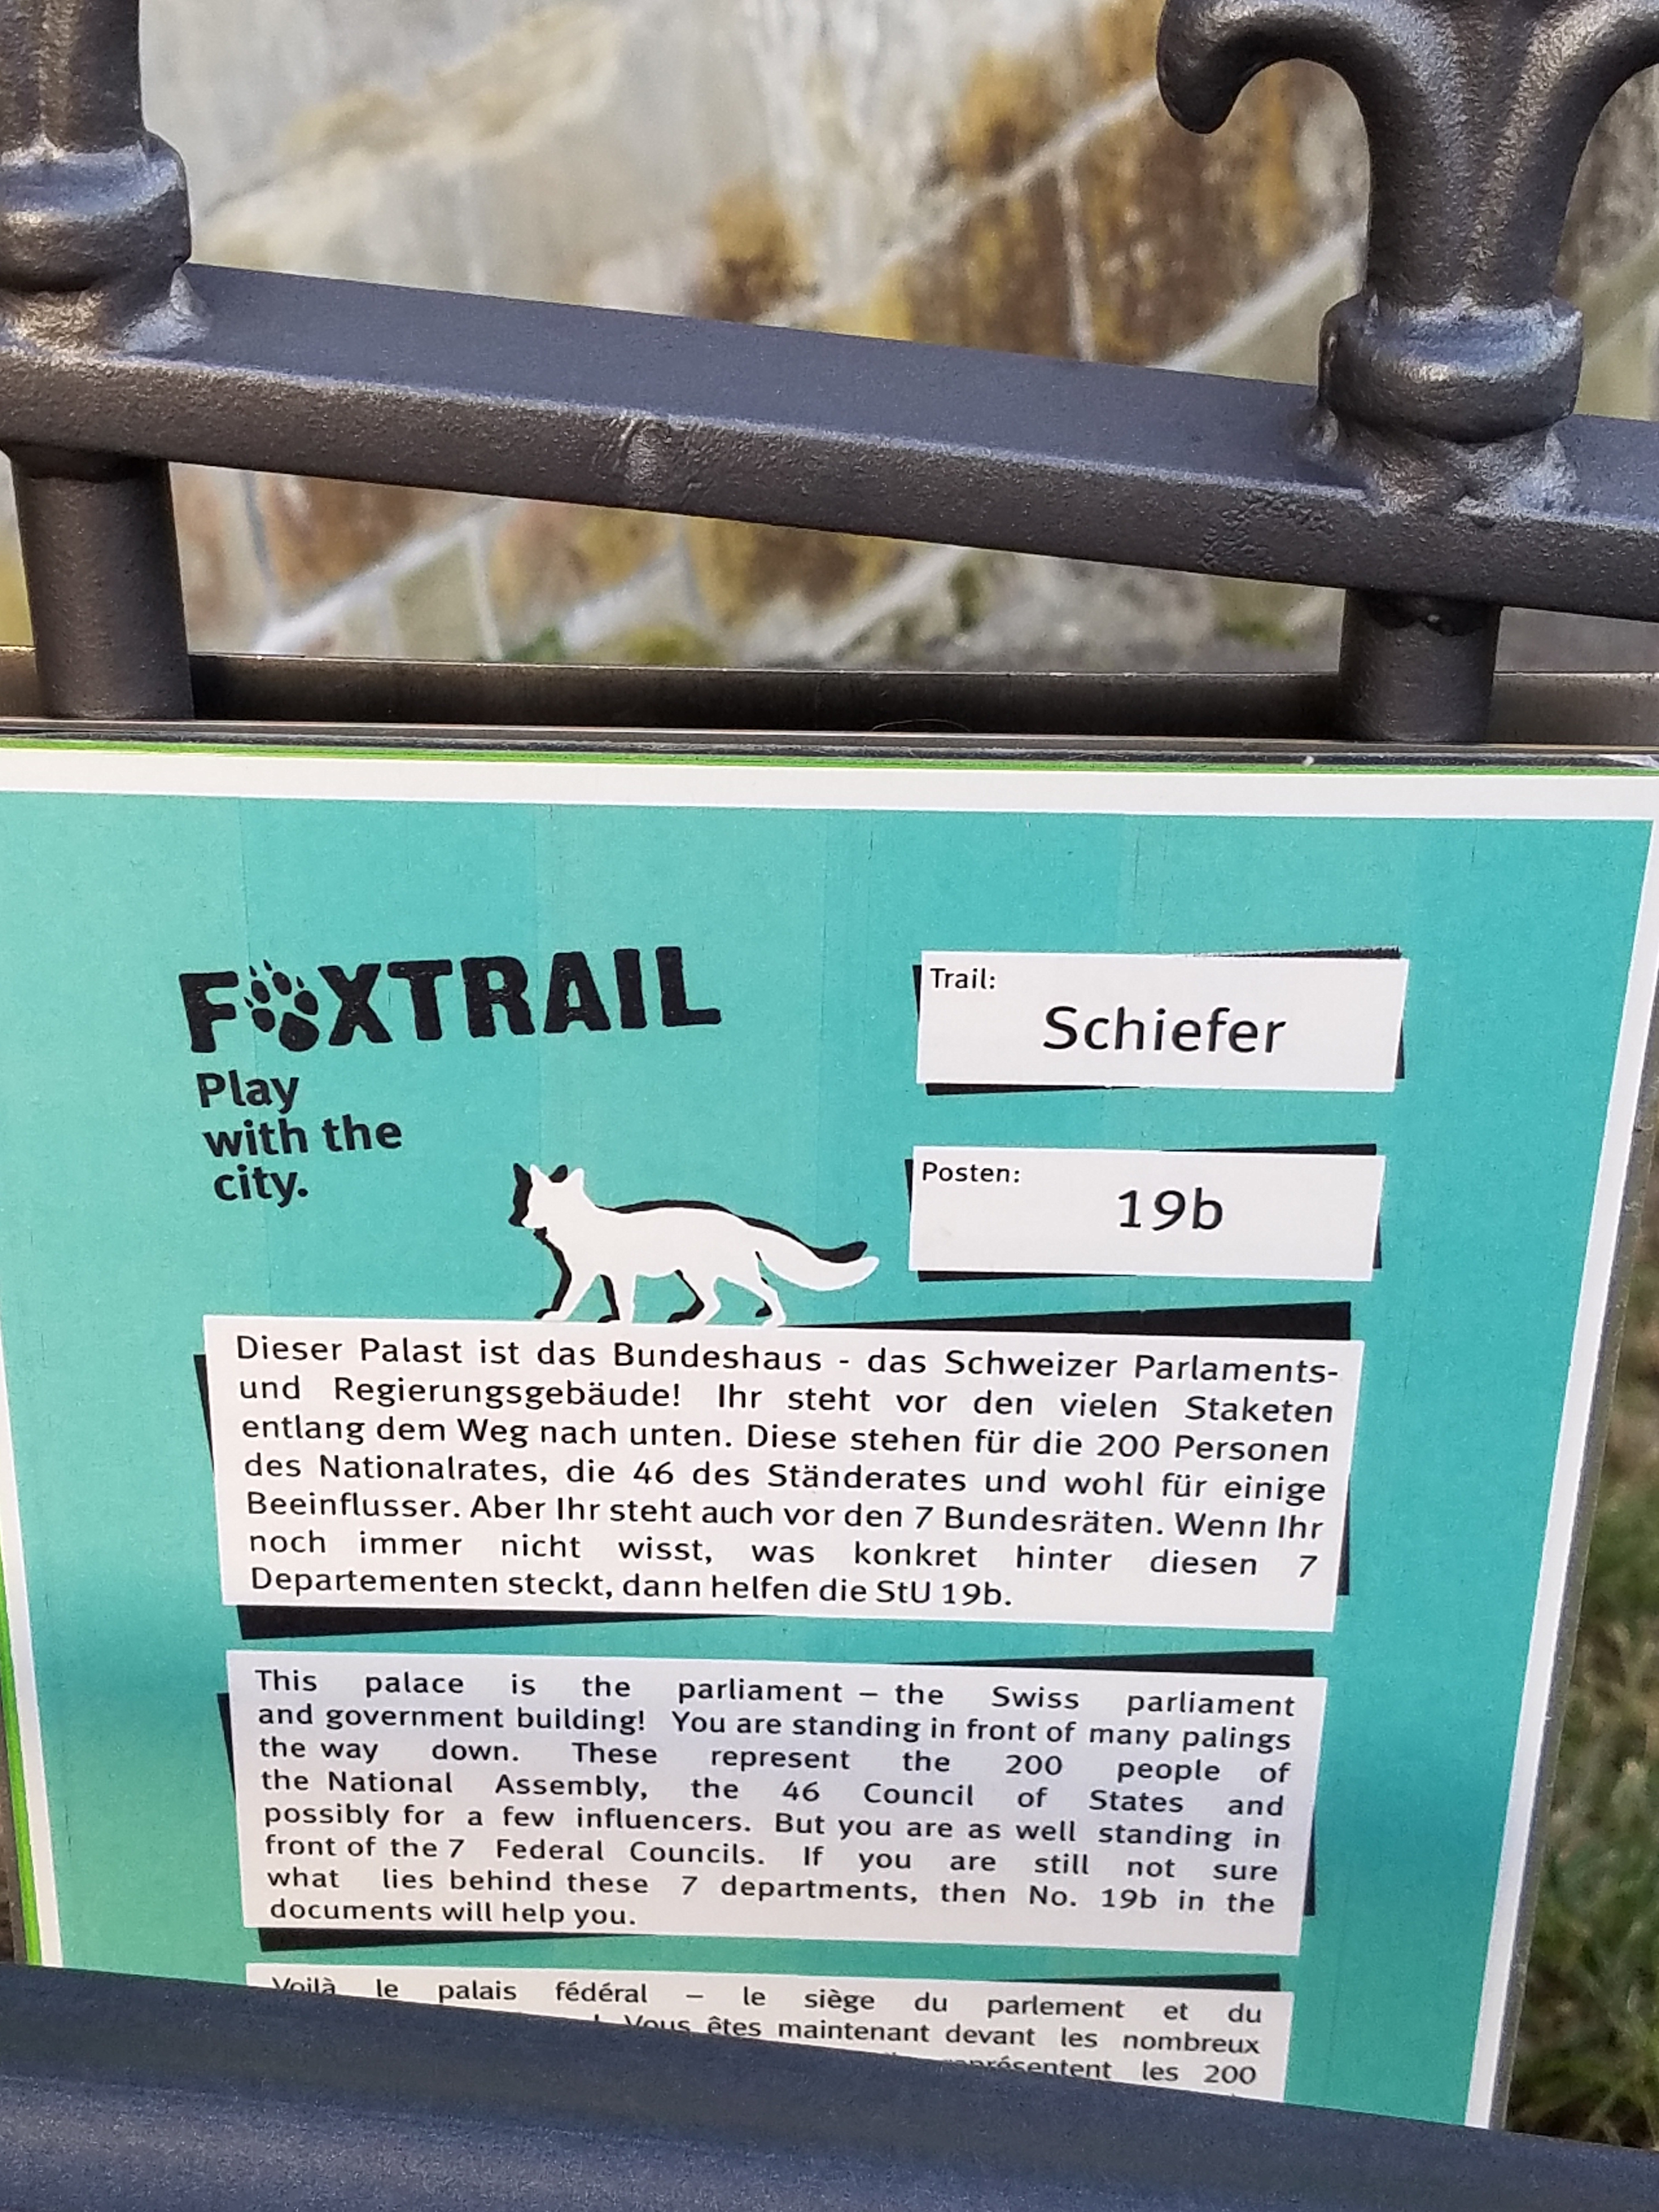 FOXTRAIL
Play
with the
city.
Trail:
Schiefer
Posten:
19b
Dieser Palast ist das Bundeshaus - das Schweizer Parlaments-
und Regierungsgebäude! Ihr steht vor den vielen Staketen
entlang dem Weg nach unten. Diese stehen für die 200 Personen
des Nationalrates, die 46 des Ständerates und wohl für einige
Beeinflusser. Aber Ihr steht auch vor den 7 Bundesräten. Wenn Ihr
noch immer nicht wisst, was konkret hinter diesen 7
Departementen steckt, dann helfen die StU 19b.
This palace is the parliament – the Swiss parliament
and government building! You are standing in front of many palings
the way down. These represent the 200 people of
the National Assembly, the 46 Council of States and
possibly for a few influencers. But you are as well standing in
front of the 7 Federal Councils. If you are still not sure
what lies behind these 7 departments, then No. 19b in the
documents will help you.
Voilà le palais fédéral – le siège du parlement et du
! Vous êtes maintenant devant les nombreux
les 200